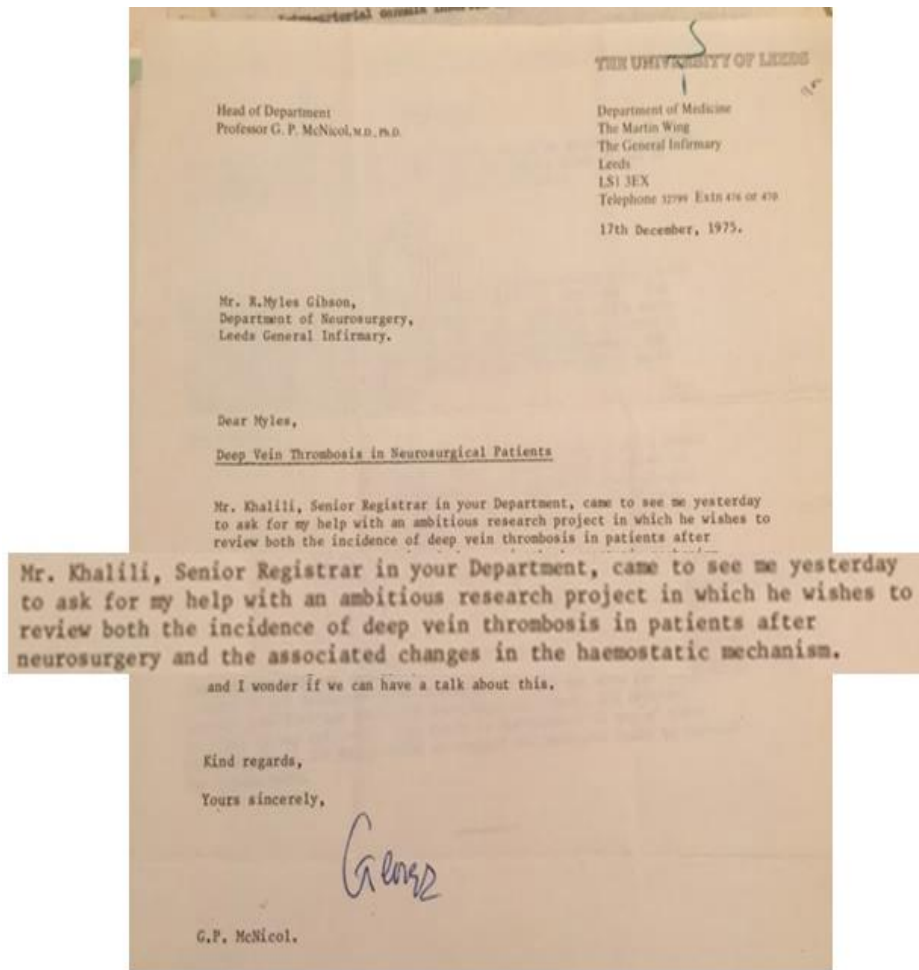 THE UNIVERSITY OF LEEDS
Head of Department
Professor G. P. McNicol, M.D., Ph.D.
Department of Medicine
The Martin Wing
The General Infirmary
Leeds
LS1 3EX
Telephone 32799 Extn 476 or 470
17th December, 1975.
Mr. R.Myles Gibson,
Department of Neurosurgery,
Leeds General Infirmary.
Dear Myles,
Deep Vein Thrombosis in Neurosurgical Patients
Mr. Khalili, Senior Registrar in your Department, came to see me yesterday
to ask for my help with an ambitious research project in which he wishes to
review both the incidence of deep vein thrombosis in patients after
Mr. Khalili, Senior Registrar in your Department, came to see me yesterday
to ask for my help with an ambitious research project in which he wishes to
review both the incidence of deep vein thrombosis in patients after
neurosurgery and the associated changes in the haemostatic mechanism.
and I wonder if we can have a talk about this.
Kind regards,
Yours sincerely,
George
G.P. McNicol.